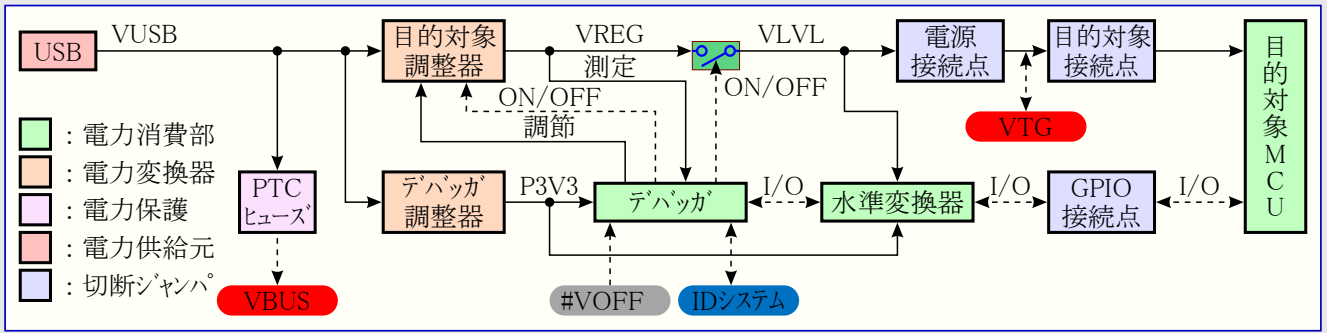 USB
VUSB
目的対象
調整器
VREG
測定
VLVL
電源
接続点
目的対象
接続点
目的対象MCU
ON/OFF
調節
ON/OFF
VTG
：電力消費部
：電力変換器
：電力保護
：電力供給元
：切断ｼﾞｬﾝﾊﾟ
PTC
ﾋｭｰｽﾞ
ﾃﾞﾊﾞｯｶﾞ
調整器
P3V3
ﾃﾞﾊﾞｯｶﾞ
I/O
水準変換器
I/O
GPIO
接続点
I/O
VBUS
#VOFF
IDｼｽﾃﾑ